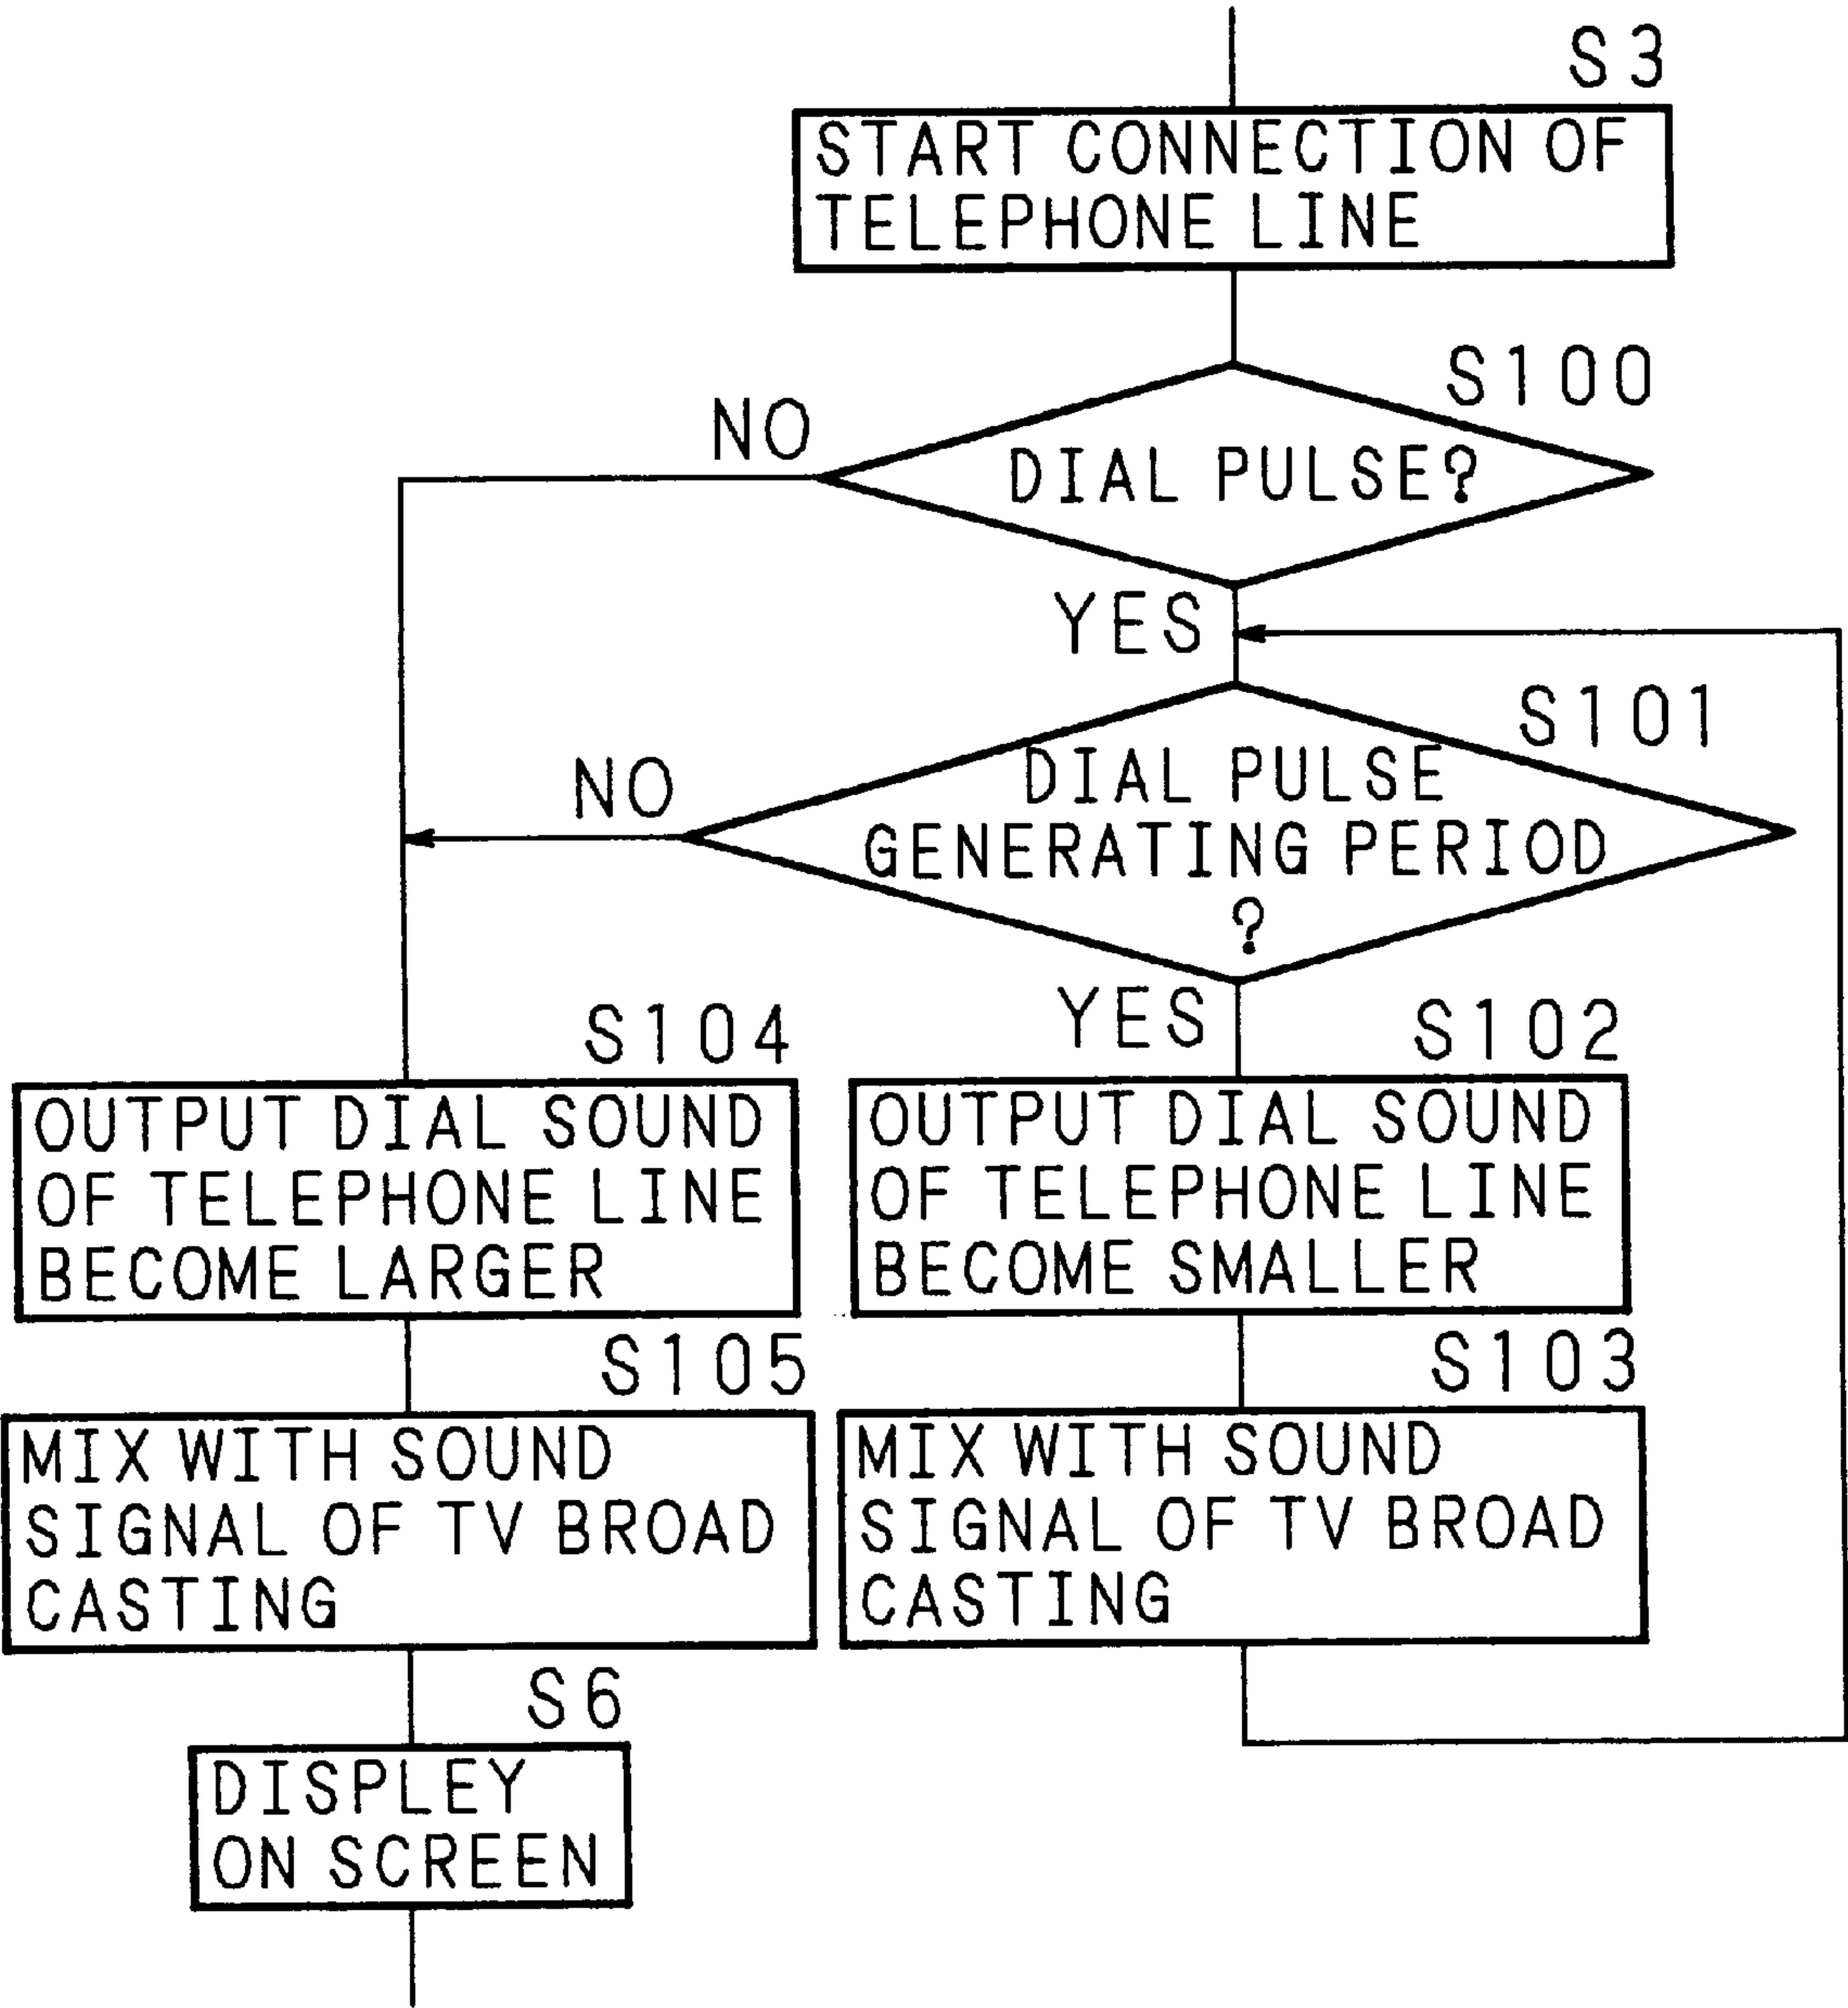 S3
START CONNECTION OF
TELEPHONE LINE
S100
NO
DIAL PULSE?
YES
S101
NO
DIAL PULSE
GENERATING PERIOD
?
YES
S104
OUTPUT DIAL SOUND
OF TELEPHONE LINE
BECOME LARGER
S102
OUTPUT DIAL SOUND
OF TELEPHONE LINE
BECOME SMALLER
S105
MIX WITH SOUND
SIGNAL OF TV BROAD
CASTING
S103
MIX WITH SOUND
SIGNAL OF TV BROAD
CASTING
S6
DISPLEY
ON SCREEN